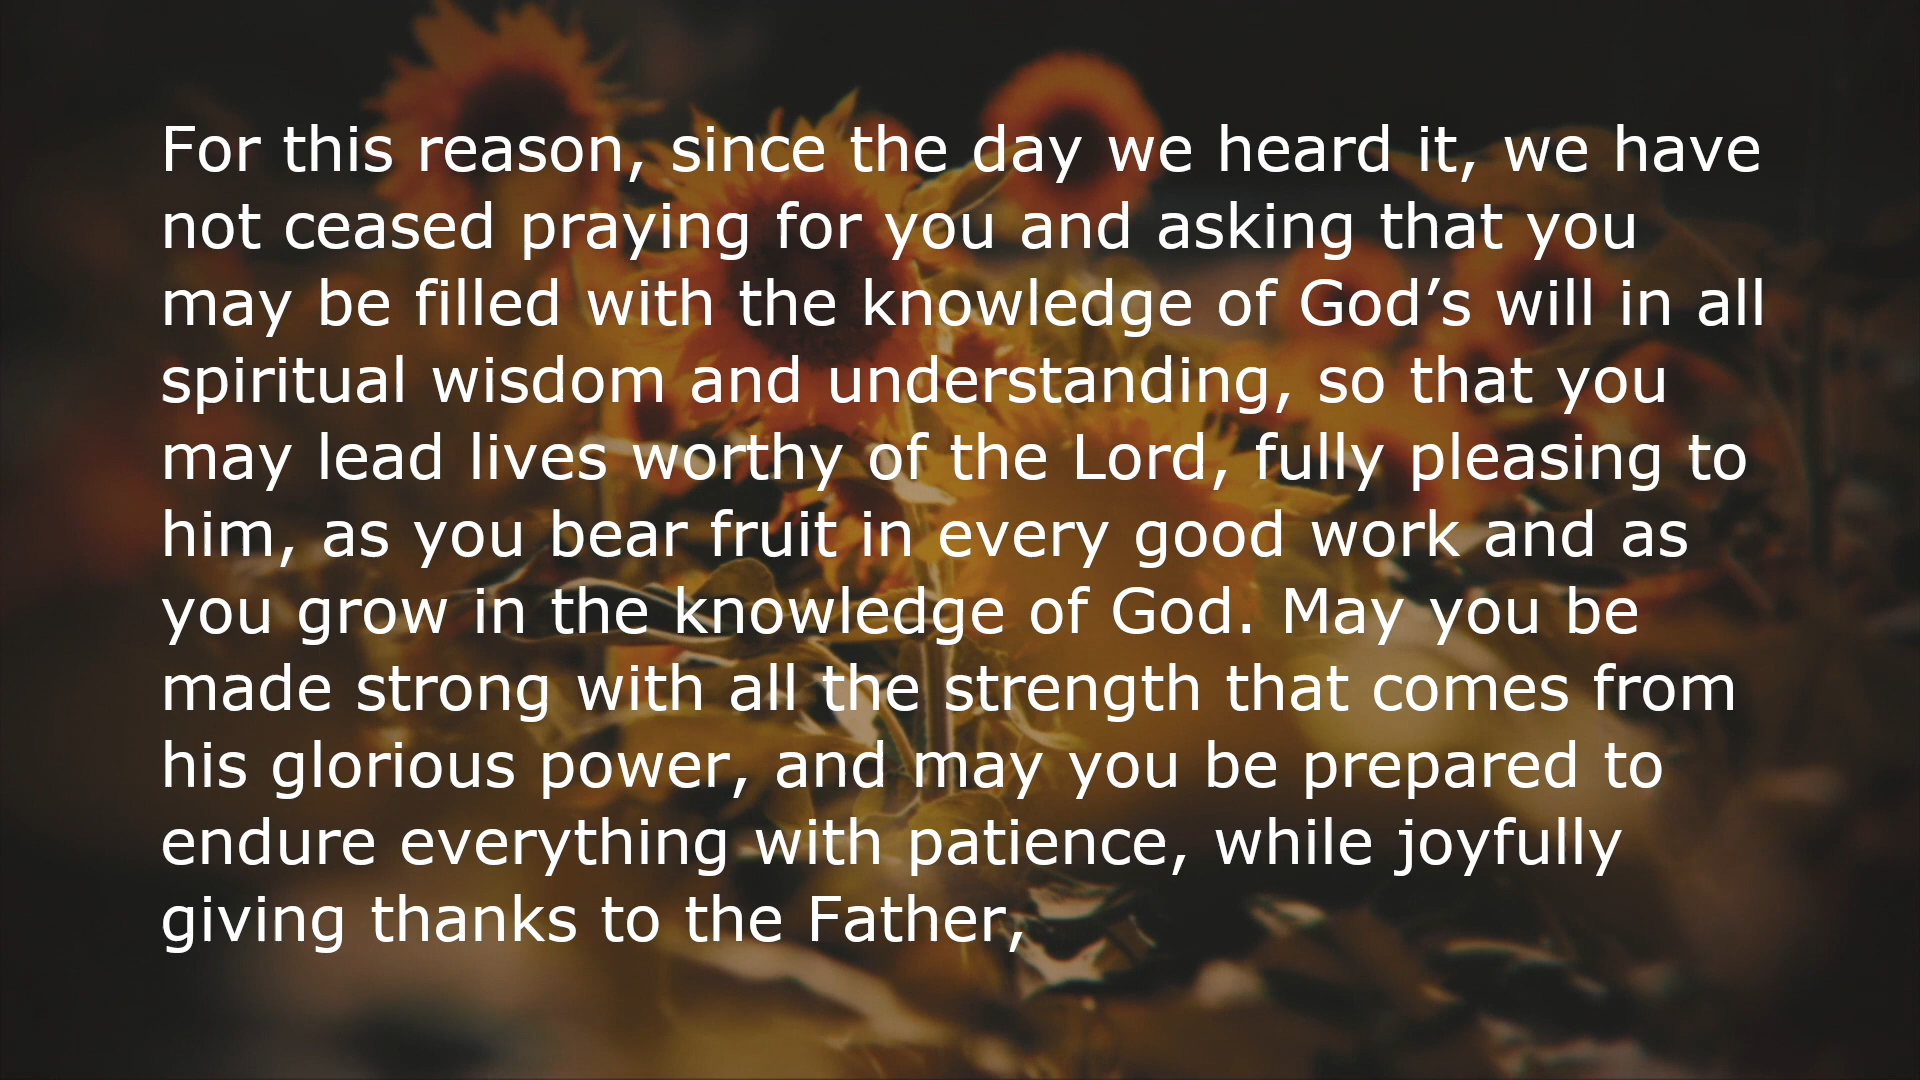 For this reason, since the day we heard it, we have
not ceased praying for you and asking that you
may be filled with the knowledge of God’s will in all
spiritual wisdom and understanding, so that you
may lead lives worthy of the Lord, fully pleasing to
him, as you bear fruit in every good work and as
you grow in the knowledge of God. May you be
made strong with all the strength that comes from
his glorious power, and may you be prepared to
endure everything with patience, while joyfully
giving thanks to the Father,